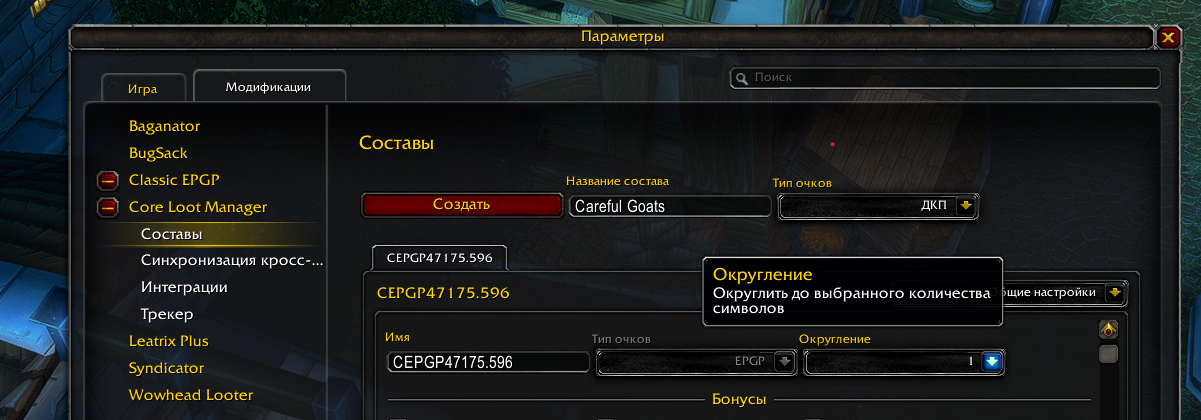 Параметры
Игра
Модификации
Поиск
Baganator
BugSack
Classic EPGP
Core Loot Manager
Составы
Синхронизация кросс-...
Интеграции
Трекер
Leatrix Plus
Syndicator
Wowhead Looter
Составы
Название состава
Тип очков
Создать
Careful Goats
ДКП
CEPGP47175.596
CEPGP47175.596
Округление
Округлить до выбранного количества
символов
настройки
Имя
Тип очков
Округление
CEPGP47175.596
EPGP
1
Бонусы